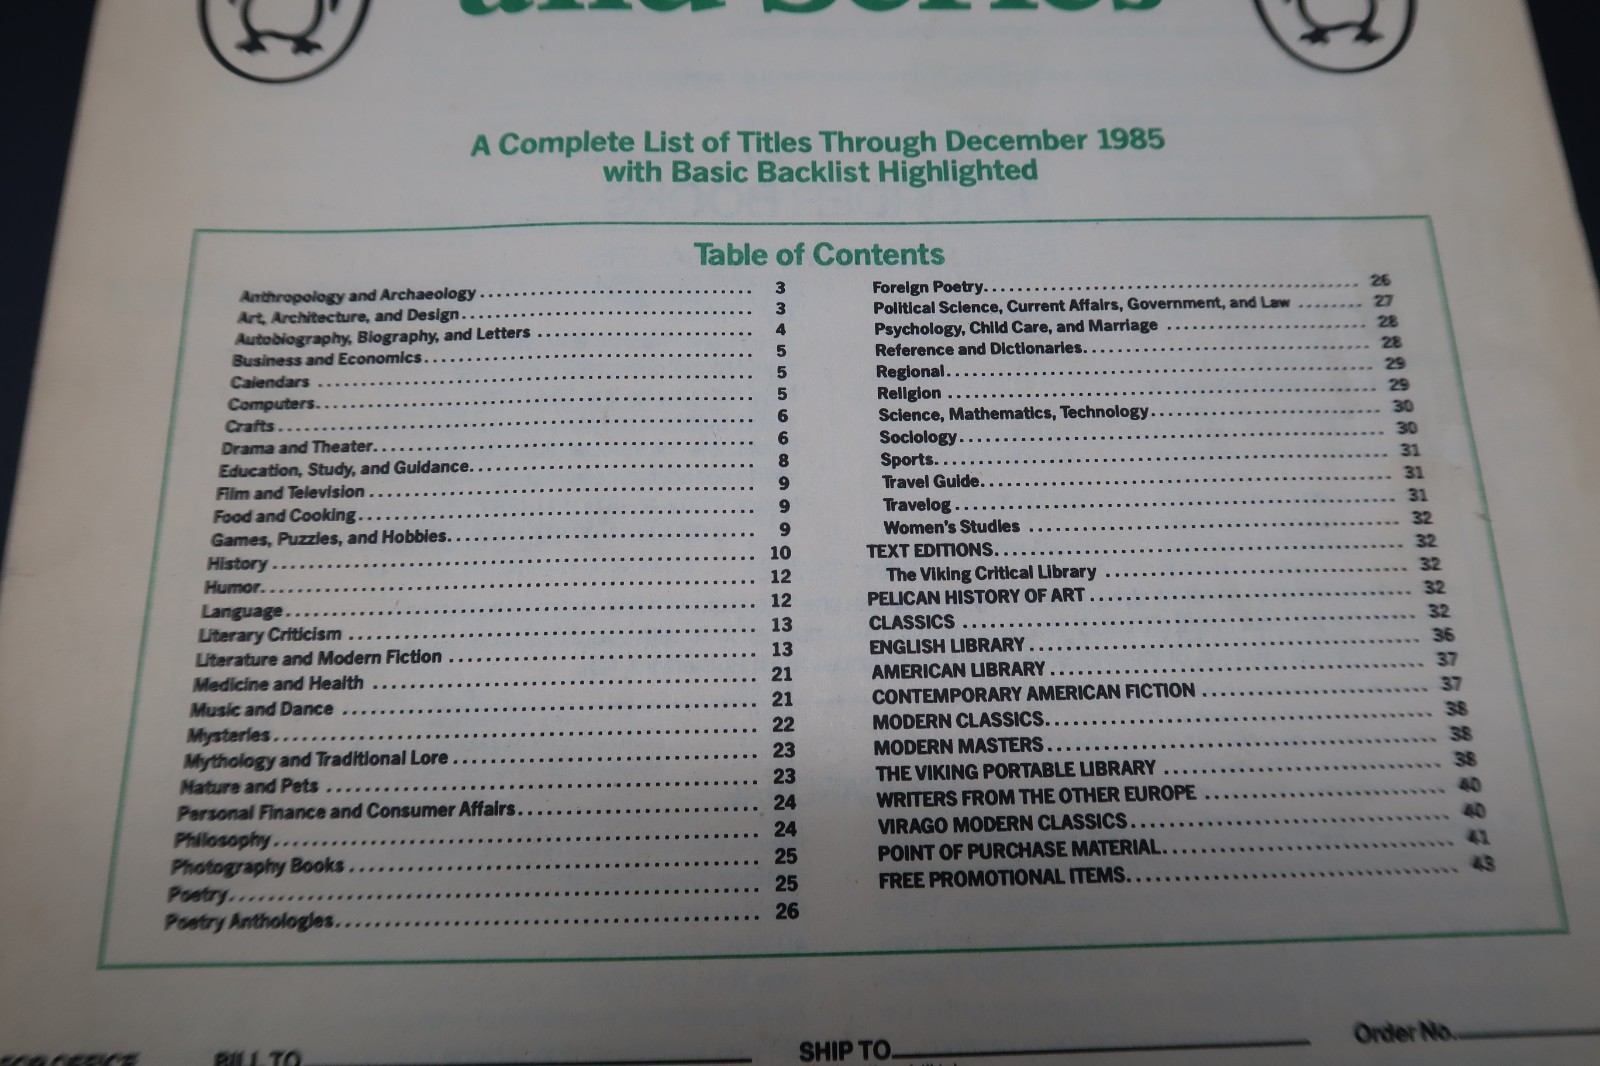 and Series
A Complete List of Titles Through December 1985
with Basic Backlist Highlighted
Table of Contents
Anthropology and Archaeology 3
Art, Architecture, and Design 3
Autobiography, Biography, and Letters 4
Business and Economics 5
Calendars 5
Computers 5
Crafts 6
Drama and Theater 6
Education, Study, and Guidance 8
Film and Television 9
Food and Cooking 9
Games, Puzzles, and Hobbies 9
History 10
Humor 12
Language 12
Literary Criticism 13
Literature and Modern Fiction 13
Medicine and Health 21
Music and Dance 21
Mysteries 22
Mythology and Traditional Lore 23
Nature and Pets 23
Personal Finance and Consumer Affairs 24
Philosophy 24
Photography Books 25
Poetry 25
Poetry Anthologies 26
Foreign Poetry 26
Political Science, Current Affairs, Government, and Law 27
Psychology, Child Care, and Marriage 28
Reference and Dictionaries 28
Regional 29
Religion 29
Science, Mathematics, Technology 30
Sociology 30
Sports 31
Travel Guide 31
Travelog 31
Women's Studies 32
TEXT EDITIONS 32
The Viking Critical Library 32
PELICAN HISTORY OF ART 32
CLASSICS 32
ENGLISH LIBRARY 36
AMERICAN LIBRARY 37
CONTEMPORARY AMERICAN FICTION 37
MODERN CLASSICS 38
MODERN MASTERS 38
THE VIKING PORTABLE LIBRARY 38
WRITERS FROM THE OTHER EUROPE 40
VIRAGO MODERN CLASSICS 40
POINT OF PURCHASE MATERIAL 41
FREE PROMOTIONAL ITEMS 43
Order No.
OFFICE BILL TO SHIP TO